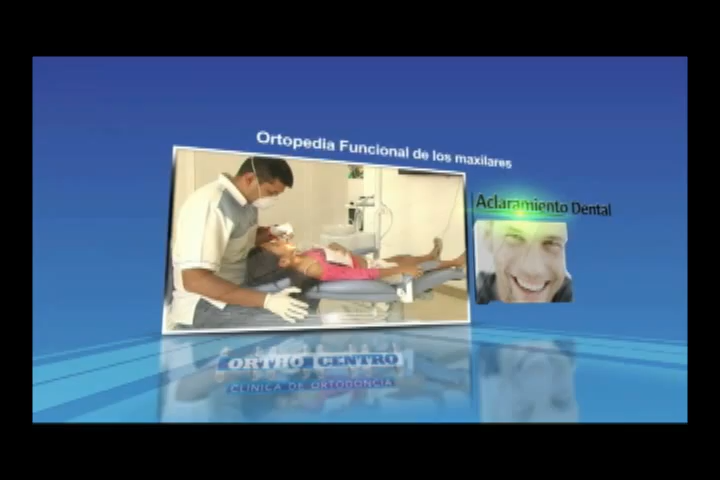 Ortopedia Funcional de los maxilares
Aclaramiento Dental
ORTHO CENTRO
CLINICA DE ORTODONCIA